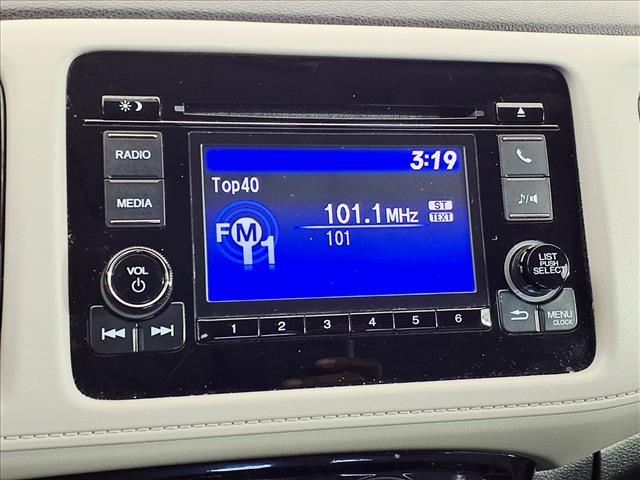 RADIO
MEDIA
VOL
3:19
Top40
FM1
101.1 MHz
ST
TEXT
101
1 2 3 4 5 6
LIST
PUSH
SELECT
MENU
CLOCK